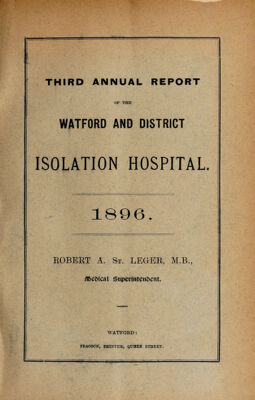 THIRD ANNUAL REPORT
OF THE
WATFORD AND DISTRICT
ISOLATION HOSPITAL.
1896.
ROBERT A. ST. LEGER, M.B.,
Medical Superintendent.
WATFORD:
PEACOCK, PRINTER, QUEEN STREET.